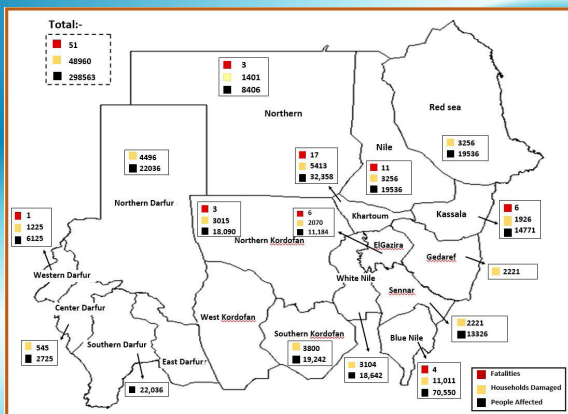 Total:-
51
48960
298563
3
1401
8406
Northern
Red sea
3256
19536
Nile
17
5413
32,358
11
3256
19536
4496
22036
Northern Darfur
3
3015
18,090
Northern Kordofan
6
2070
11,184
Khartoum
Kassala
6
1926
14771
1
1225
6125
ElGazira
Gedaref
2221
Western Darfur
White Nile
Sennar
Center Darfur
West Kordofan
2221
13326
545
2725
Southern Darfur
East Darfur
Southern Kordofan
3800
19,242
Blue Nile
22,036
3104
18,642
4
11,011
70,550
Fatalities
Households Damaged
People Affected